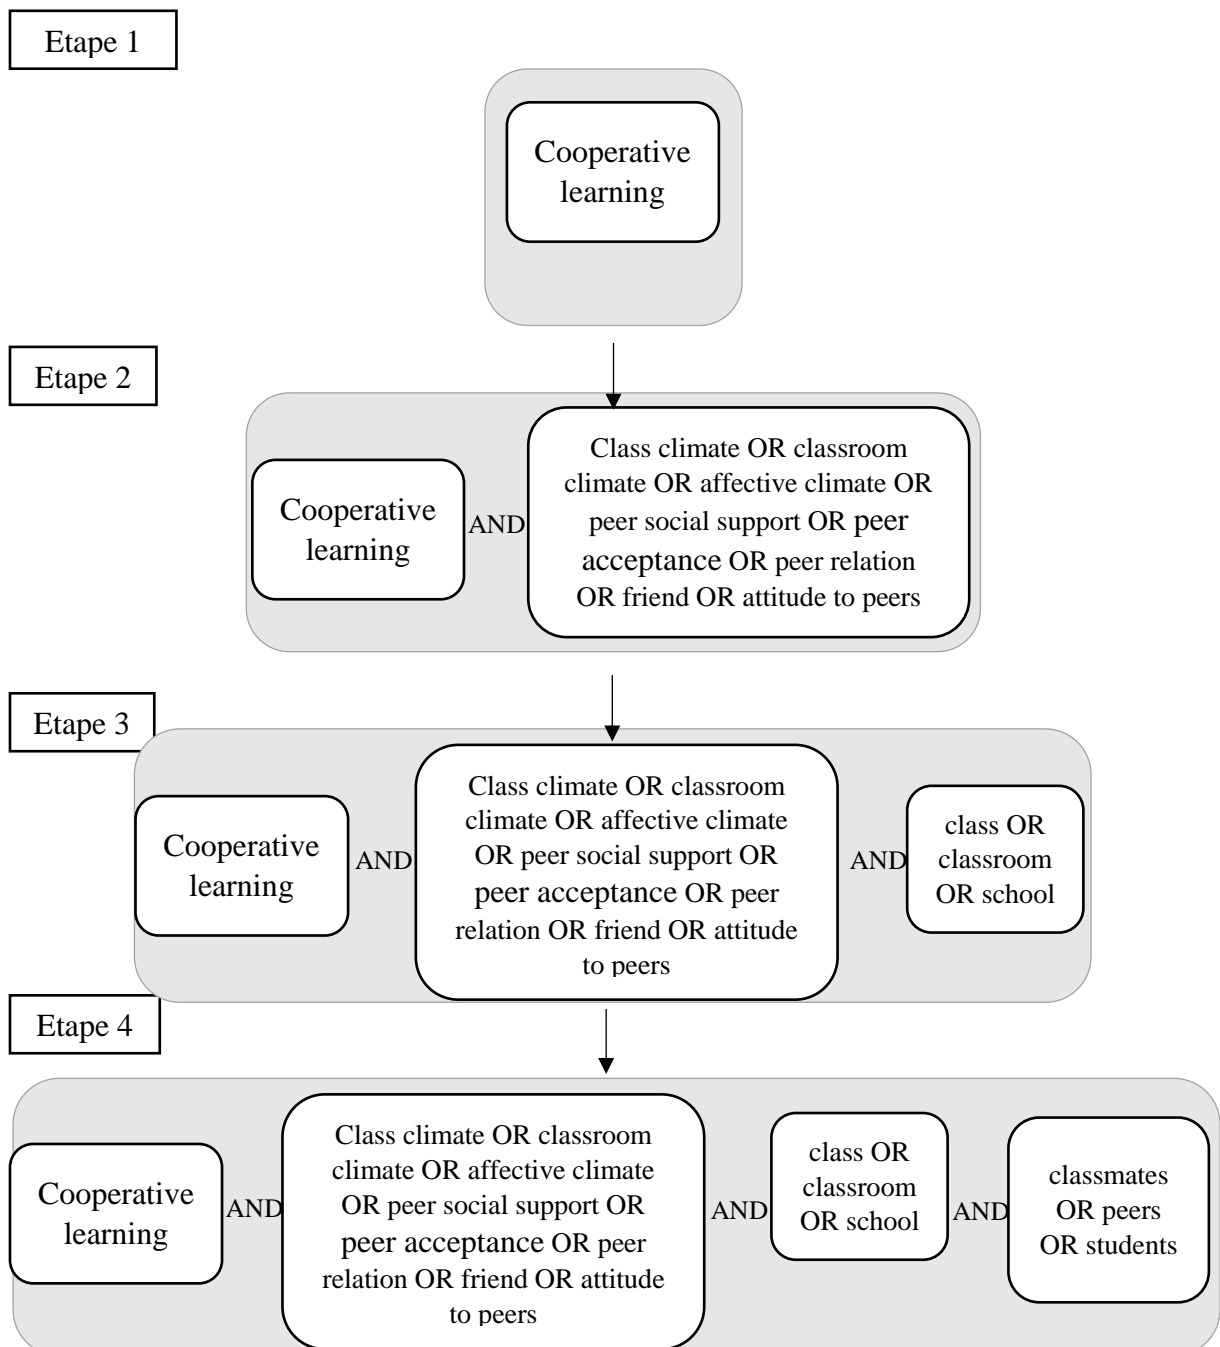 Etape 1
Cooperative
learning
Etape 2
Cooperative
learning
AND
Class climate OR classroom
climate OR affective climate OR
peer social support OR peer
acceptance OR peer relation
OR friend OR attitude to peers
Etape 3
Cooperative
learning
AND
Class climate OR classroom
climate OR affective climate
OR peer social support OR
peer acceptance OR peer
relation OR friend OR attitude
to peers
AND
class OR
classroom
OR school
Etape 4
Cooperative
learning
AND
Class climate OR classroom
climate OR affective climate
OR peer social support OR
peer acceptance OR peer
relation OR friend OR attitude
to peers
AND
class OR
classroom
OR school
AND
classmates
OR peers
OR students